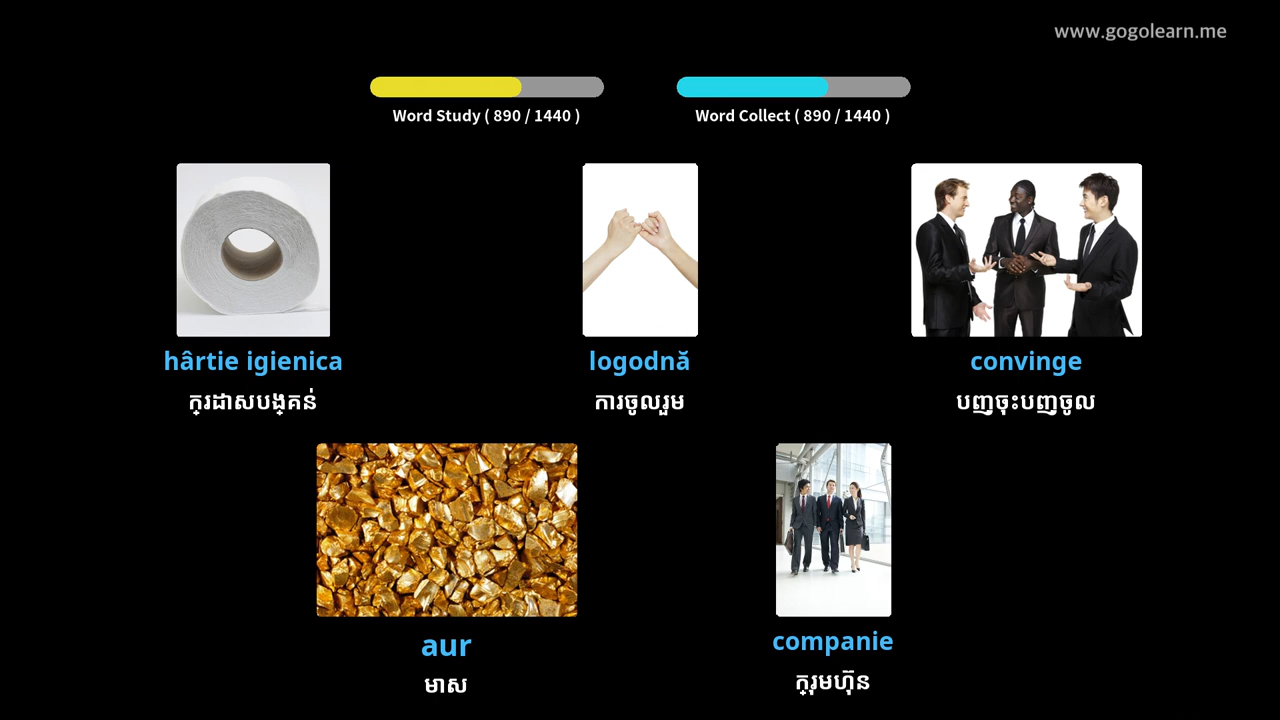 www.gogolearn.me
Word Study ( 890 / 1440 )
Word Collect ( 890 / 1440 )
hârtie igienica
ក្រដាសបង្គន់
logodnă
ការចូលរួម
convinge
បញ្ចុះបញ្ចូល
aur
មាស
companie
ក្រុមហ៊ុន